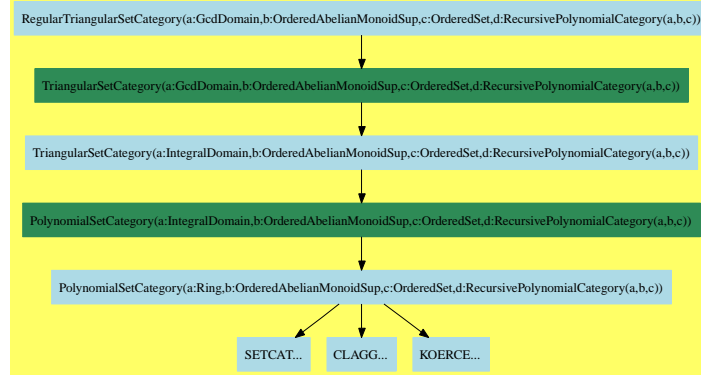 RegularTriangularSetCategory(a:GcdDomain,b:OrderedAbelianMonoidSup,c:OrderedSet,d:RecursivePolynomialCategory(a,b,c))
TriangularSetCategory(a:GcdDomain,b:OrderedAbelianMonoidSup,c:OrderedSet,d:RecursivePolynomialCategory(a,b,c))
TriangularSetCategory(a:IntegralDomain,b:OrderedAbelianMonoidSup,c:OrderedSet,d:RecursivePolynomialCategory(a,b,c))
PolynomialSetCategory(a:IntegralDomain,b:OrderedAbelianMonoidSup,c:OrderedSet,d:RecursivePolynomialCategory(a,b,c))
PolynomialSetCategory(a:Ring,b:OrderedAbelianMonoidSup,c:OrderedSet,d:RecursivePolynomialCategory(a,b,c))
SETCAT... CLAGG... KOERCE...